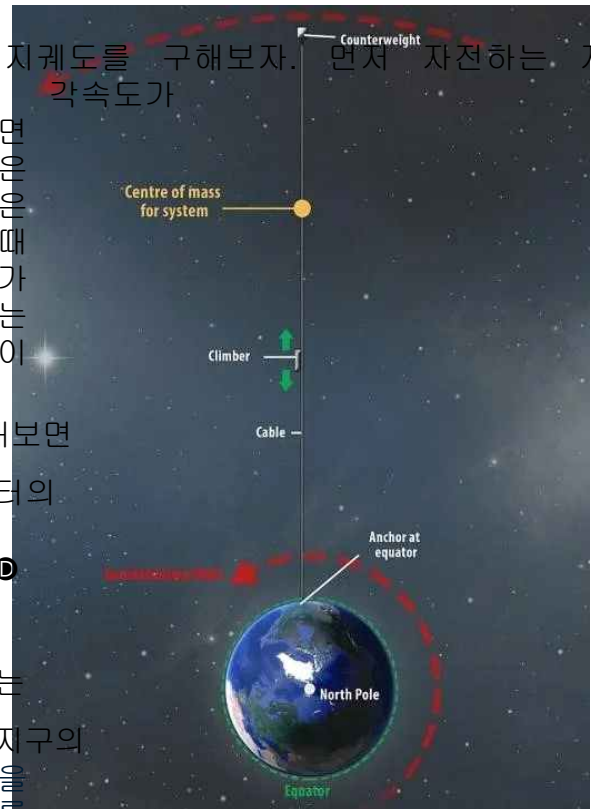 Counterweight
지궤도를 구해보자. 먼저 자전하는
각속도가
면
은
은
때
가
Centre of mass
for system
는
이
Climber
Cable
보면
터의
Anchor at
equator
는
North Pole
지구의
을
Equator